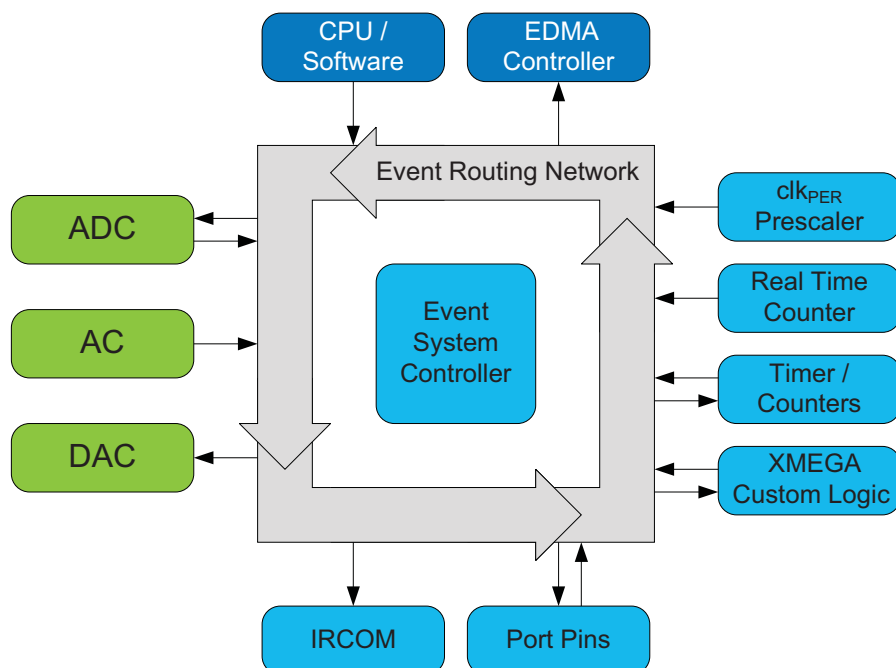 CPU /
Software
EDMA
Controller
Event Routing Network
ADC
clkPER
Prescaler
Event
System
Controller
Real Time
Counter
AC
Timer /
Counters
DAC
XMEGA
Custom Logic
IRCOM
Port Pins